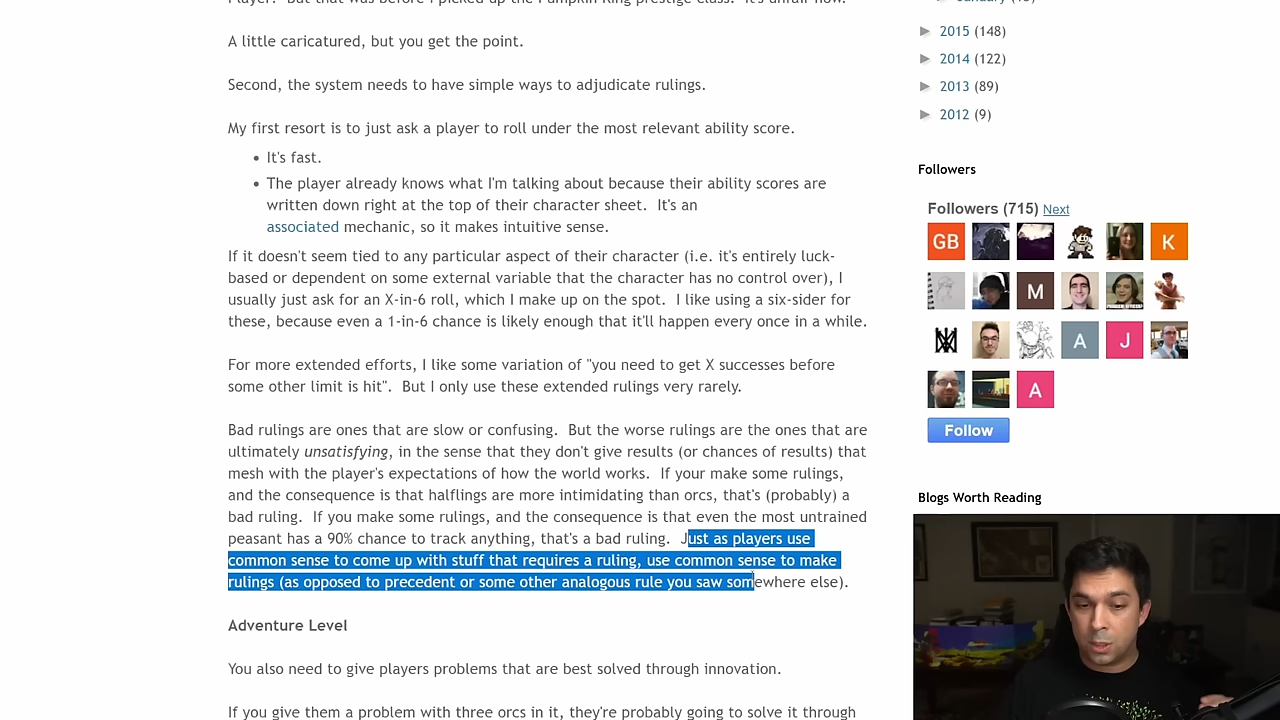 A little caricatured, but you get the point.
Second, the system needs to have simple ways to adjudicate rulings.
My first resort is to just ask a player to roll under the most relevant ability score.
• It's fast.
• The player already knows what I'm talking about because their ability scores are
written down right at the top of their character sheet. It's an
associated mechanic, so it makes intuitive sense.
If it doesn't seem tied to any particular aspect of their character (i.e. it's entirely luck-
based or dependent on some external variable that the character has no control over), I
usually just ask for an X-in-6 roll, which I make up on the spot. I like using a six-sider for
these, because even a 1-in-6 chance is likely enough that it'll happen every once in a while.
For more extended efforts, I like some variation of "you need to get X successes before
some other limit is hit". But I only use these extended rulings very rarely.
Bad rulings are ones that are slow or confusing. But the worse rulings are the ones that are
ultimately unsatisfying, in the sense that they don't give results (or chances of results) that
mesh with the player's expectations of how the world works. If your make some rulings,
and the consequence is that halflings are more intimidating than orcs, that's (probably) a
bad ruling. If you make some rulings, and the consequence is that even the most untrained
peasant has a 90% chance to track anything, that's a bad ruling. Just as players use
common sense to come up with stuff that requires a ruling, use common sense to make
rulings (as opposed to precedent or some other analogous rule you saw somewhere else).
Adventure Level
You also need to give players problems that are best solved through innovation.
If you give them a problem with three orcs in it, they're probably going to solve it through
► 2015 (148)
► 2014 (122)
► 2013 (89)
► 2012 (9)
Followers
Followers (715) Next
GB
K
M
A
J
A
Follow
Blogs Worth Reading